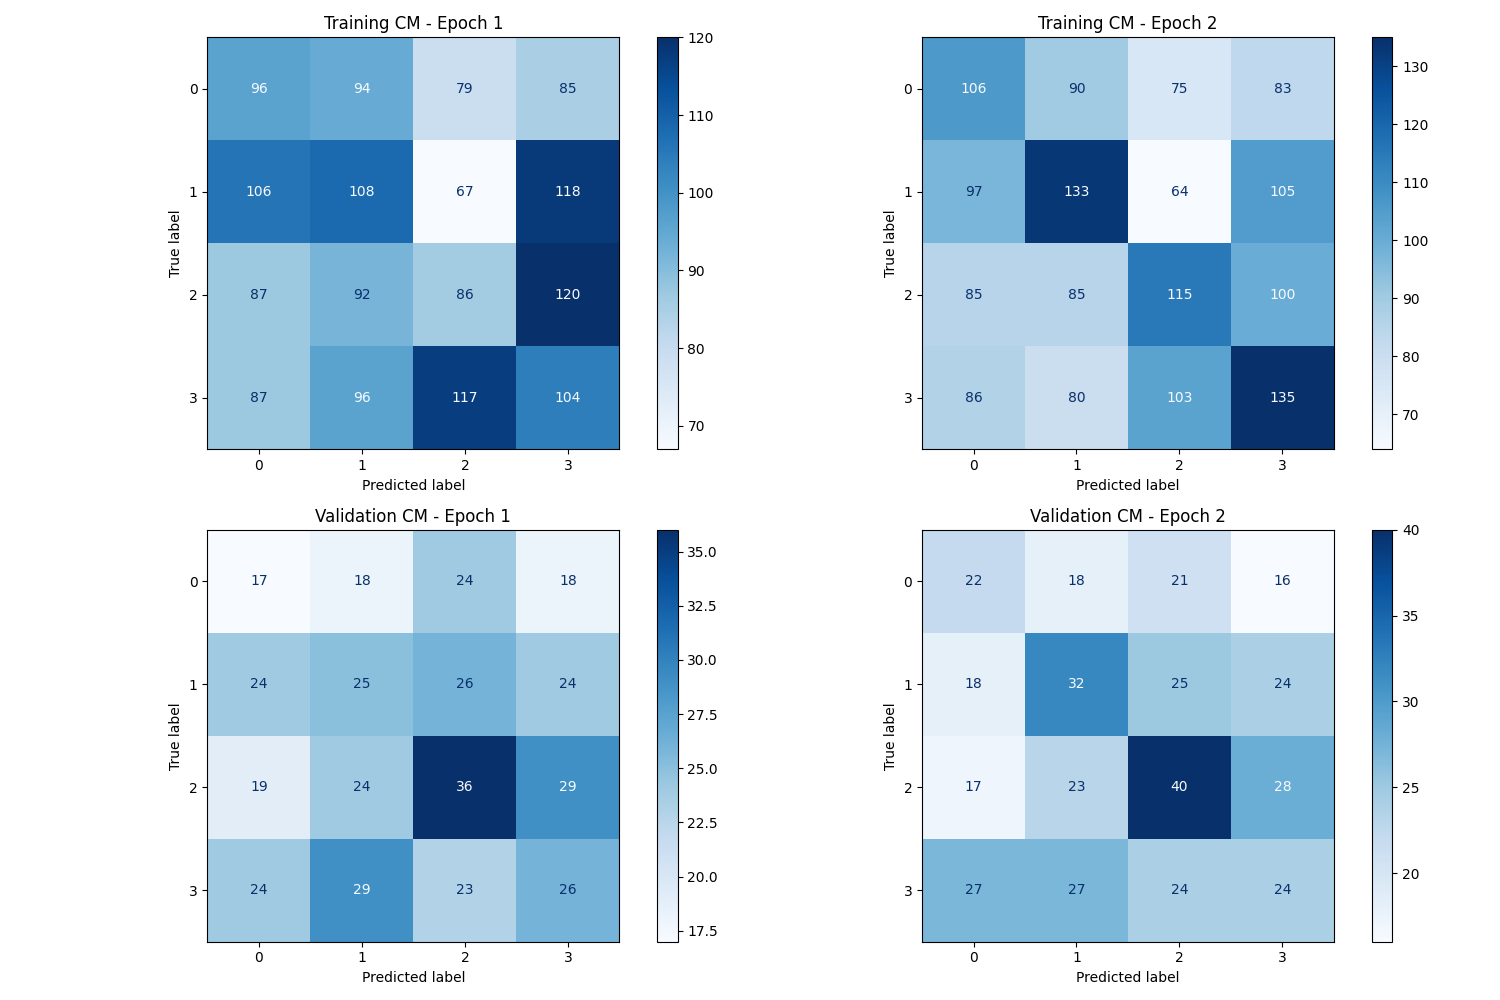 Training CM - Epoch 1
0 96 94 79 85
1 106 108 67 118
2 87 92 86 120
3 87 96 117 104
0 1 2 3
True label
Predicted label
120
110
100
90
80
70
Training CM - Epoch 2
0 106 90 75 83
1 97 133 64 105
2 85 85 115 100
3 86 80 103 135
0 1 2 3
True label
Predicted label
130
120
110
100
90
80
70
Validation CM - Epoch 1
0 17 18 24 18
1 24 25 26 24
2 19 24 36 29
3 24 29 23 26
0 1 2 3
True label
Predicted label
35.0
32.5
30.0
27.5
25.0
22.5
20.0
17.5
Validation CM - Epoch 2
0 22 18 21 16
1 18 32 25 24
2 17 23 40 28
3 27 27 24 24
0 1 2 3
True label
Predicted label
40
35
30
25
20